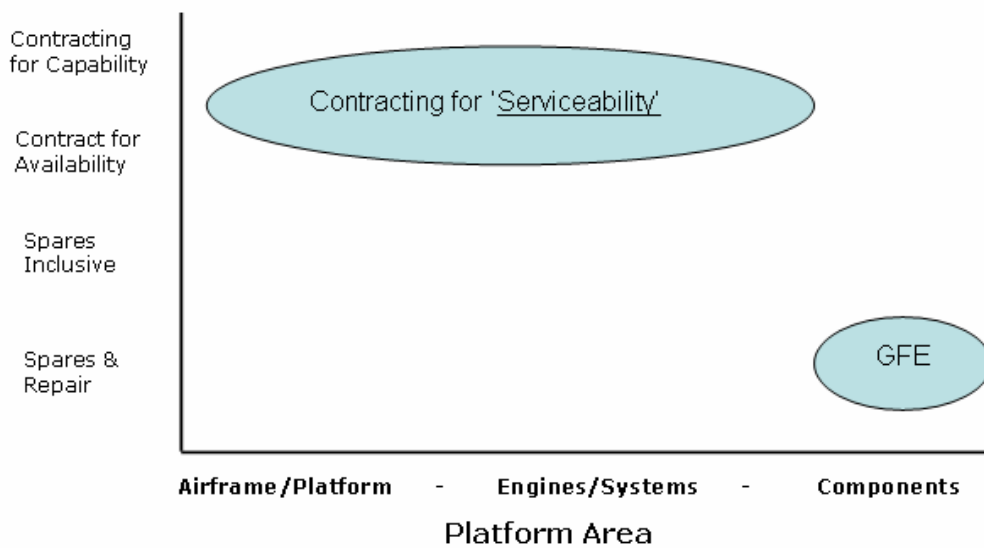 Contracting
for Capability
Contracting for 'Serviceability'
Contract for
Availability
Spares
Inclusive
Spares &
Repair
GFE
Airframe/Platform - Engines/Systems - Components
Platform Area